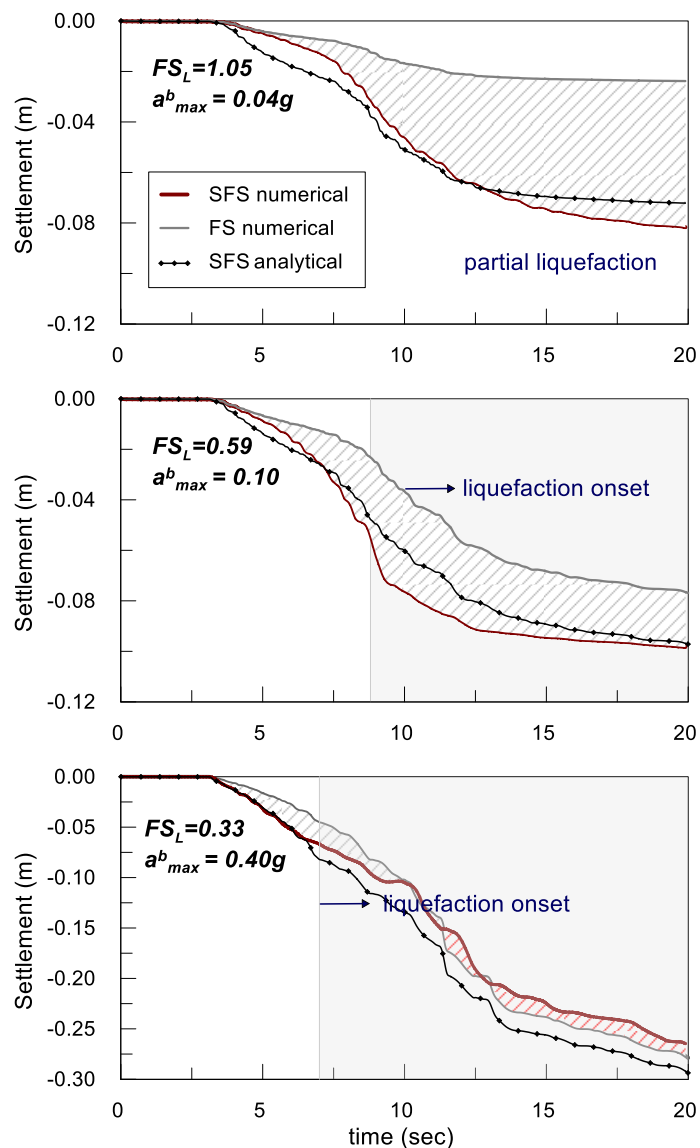 0.00
-0.04
-0.08
-0.12
Settlement (m)
FS_L=1.05
a^b_max = 0.04g
SFS numerical
FS numerical
SFS analytical
partial liquefaction
0 5 10 15 20
0.00
-0.04
-0.08
-0.12
Settlement (m)
FS_L=0.59
a^b_max = 0.10
liquefaction onset
0 5 10 15 20
0.00
-0.05
-0.10
-0.15
-0.20
-0.25
-0.30
Settlement (m)
FS_L=0.33
a^b_max = 0.40g
liquefaction onset
0 5 10 15 20
time (sec)